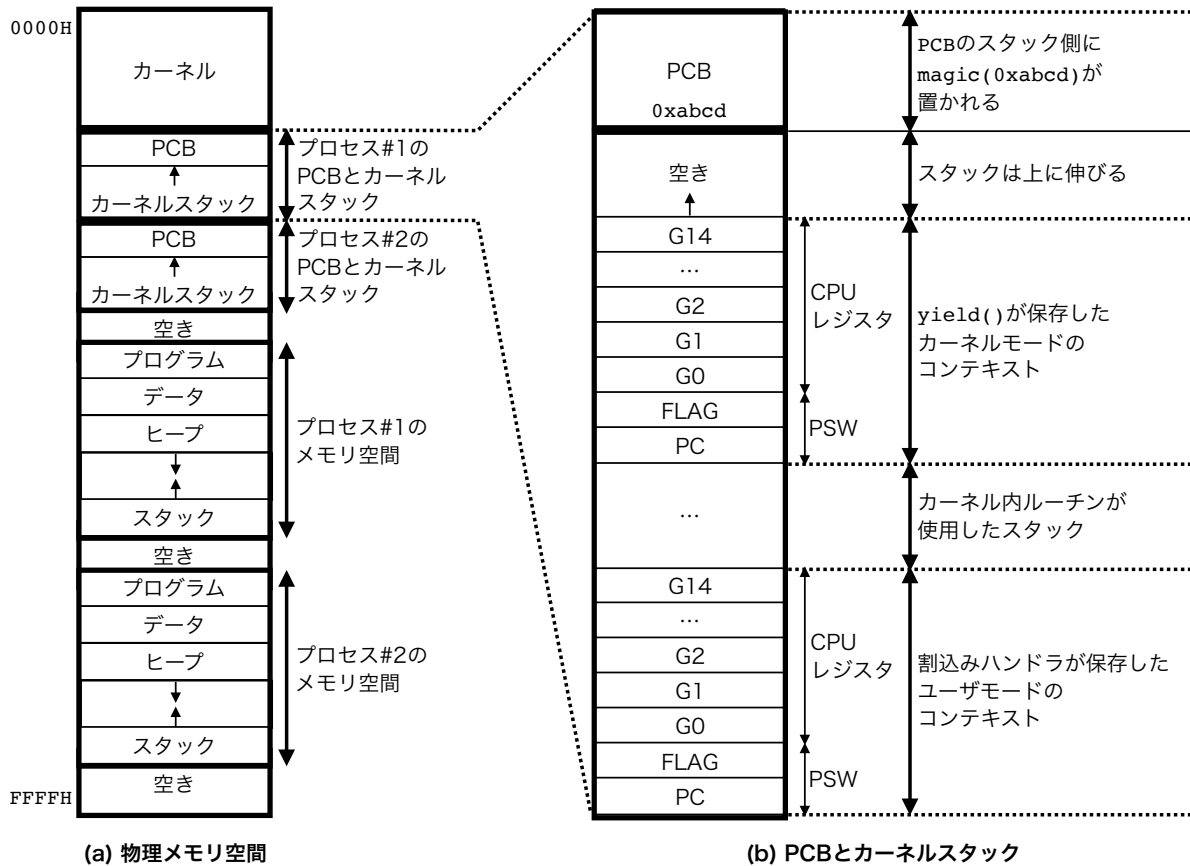 0000H
カーネル
PCB
カーネルスタック
プロセス#1の
PCBとカーネル
スタック
PCB
カーネルスタック
プロセス#2の
PCBとカーネル
スタック
空き
プログラム
データ
ヒープ
スタック
プロセス#1の
メモリ空間
空き
プログラム
データ
ヒープ
スタック
プロセス#2の
メモリ空間
空き
FFFFH
(a) 物理メモリ空間
PCB
0xabcd
PCBのスタック側に
magic(0xabcd)が
置かれる
空き
スタックは上に伸びる
G14
…
G2
G1
G0
FLAG
PC
CPU
レジスタ
PSW
yield()が保存した
カーネルモードの
コンテキスト
…
カーネル内ルーチンが
使用したスタック
G14
…
G2
G1
G0
FLAG
PC
CPU
レジスタ
PSW
割込みハンドラが保存した
ユーザモードの
コンテキスト
(b) PCBとカーネルスタック